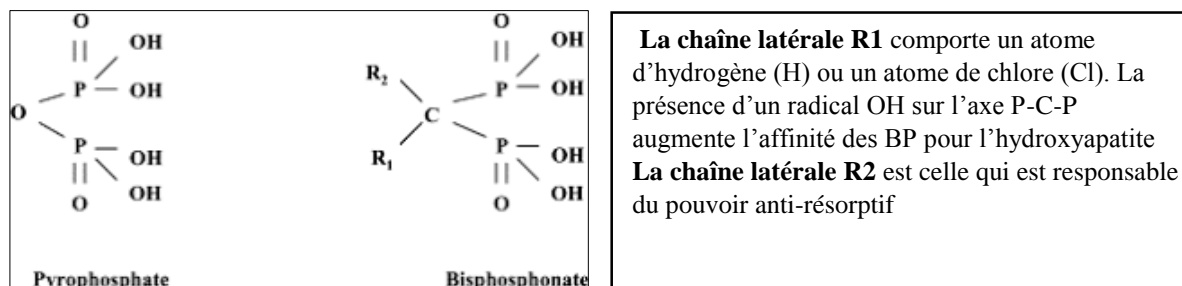 O
OH
P
OH
O
P
OH
OH
O
Pyrophosphate
O
OH
R2
P
OH
C
R1
P
OH
OH
O
Bisphosphonate
La chaîne latérale R1 comporte un atome
d'hydrogène (H) ou un atome de chlore (Cl). La
présence d'un radical OH sur l'axe P-C-P
augmente l'affinité des BP pour l'hydroxyapatite
La chaîne latérale R2 est celle qui est responsable
du pouvoir anti-résorptif